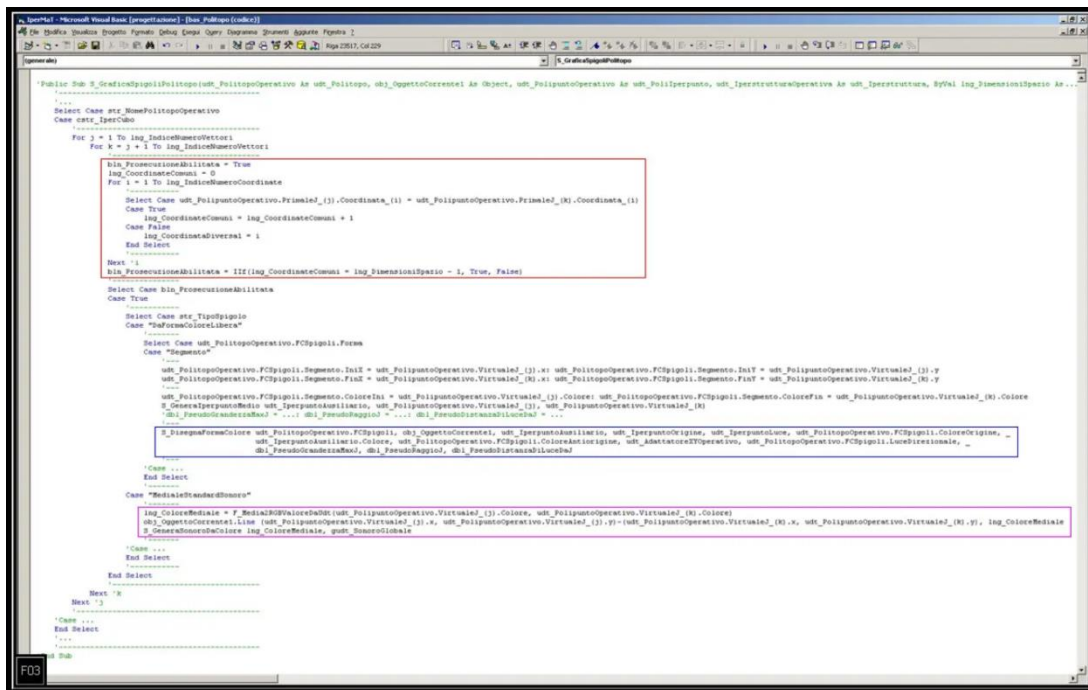 IperMaT - Microsoft Visual Basic [progettazione] - [bas_Politopo (codice)]
File Modifica Visualizza Progetto Formato Debug Esegui Query Diagramma Strumenti Aggiunte Finestra ?
Riga 23517, Col 229
(generale)
S_GraficaSpigoliPolitopo
'Public Sub S_GraficaSpigoliPolitopo(udt_PolitopoOperativo As udt_Politopo, obj_OggettoCorrente1 As Object, udt_PolipuntoOperativo As udt_PoliIperpunto, udt_IperstrutturaOperativa As udt_Iperstruttura, ByVal lng_DimensioniSpazio As...
'----------------------------------------
'...
Select Case str_NomePolitopoOperativo
Case cstr_IperCubo
'------------------------------------
For j = 1 To lng_IndiceNumeroVettori
For k = j + 1 To lng_IndiceNumeroVettori
'--------------------------------
bln_ProsecuzioneAbilitata = True
lng_CoordinateComuni = 0
For i = 1 To lng_IndiceNumeroCoordinate
'-----------
Select Case udt_PolipuntoOperativo.PrimaleJ_(j).Coordinata_(i) = udt_PolipuntoOperativo.PrimaleJ_(k).Coordinata_(i)
Case True
lng_CoordinateComuni = lng_CoordinateComuni + 1
Case False
lng_CoordinataDiversa1 = i
End Select
'-----------
Next 'i
bln_ProsecuzioneAbilitata = IIf(lng_CoordinateComuni = lng_DimensioniSpazio - 1, True, False)
'--------------------------------
Select Case bln_ProsecuzioneAbilitata
Case True
'-----------
Select Case str_TipoSpigolo
Case "DaFormaColoreLibera"
'-------
Select Case udt_PolitopoOperativo.FCSpigoli.Forma
Case "Segmento"
'---
udt_PolitopoOperativo.FCSpigoli.Segmento.IniX = udt_PolipuntoOperativo.VirtualeJ_(j).x: udt_PolitopoOperativo.FCSpigoli.Segmento.IniY = udt_PolipuntoOperativo.VirtualeJ_(j).y
udt_PolitopoOperativo.FCSpigoli.Segmento.FinX = udt_PolipuntoOperativo.VirtualeJ_(k).x: udt_PolitopoOperativo.FCSpigoli.Segmento.FinY = udt_PolipuntoOperativo.VirtualeJ_(k).y
'---
udt_PolitopoOperativo.FCSpigoli.Segmento.ColoreIni = udt_PolipuntoOperativo.VirtualeJ_(j).Colore: udt_PolitopoOperativo.FCSpigoli.Segmento.ColoreFin = udt_PolipuntoOperativo.VirtualeJ_(k).Colore
S_GeneraIperpuntoMedio udt_IperpuntoAusiliario, udt_PolipuntoOperativo.VirtualeJ_(j), udt_PolipuntoOperativo.VirtualeJ_(k)
'dbl_PseudoGrandezzaMaxJ = ...: dbl_PseudoRaggioJ = ...: dbl_PseudoDistanzaDiLuceDaJ = ...
'---
S_DisegnaFormaColore udt_PolitopoOperativo.FCSpigoli, obj_OggettoCorrente1, udt_IperpuntoAusiliario, udt_IperpuntoOrigine, udt_IperpuntoLuce, udt_PolitopoOperativo.FCSpigoli.ColoreOrigine, _
udt_IperpuntoAusiliario.Colore, udt_PolitopoOperativo.FCSpigoli.ColoreAntiorigine, udt_AdattatoreXYOperativo, udt_PolitopoOperativo.FCSpigoli.LuceDirezionale, _
dbl_PseudoGrandezzaMaxJ, dbl_PseudoRaggioJ, dbl_PseudoDistanzaDiLuceDaJ
'---
'Case ...
End Select
'-------
Case "MedialeStandardSonoro"
'-------
lng_ColoreMediale = F_Media2RGBValoreDaUdt(udt_PolipuntoOperativo.VirtualeJ_(j).Colore, udt_PolipuntoOperativo.VirtualeJ_(k).Colore)
obj_OggettoCorrente1.Line (udt_PolipuntoOperativo.VirtualeJ_(j).x, udt_PolipuntoOperativo.VirtualeJ_(j).y)-(udt_PolipuntoOperativo.VirtualeJ_(k).x, udt_PolipuntoOperativo.VirtualeJ_(k).y), lng_ColoreMediale
S_GeneraSonoroDaColore lng_ColoreMediale, gudt_SonoroGlobale
'-------
'Case ...
End Select
'-----------
End Select
'--------------------------------
Next 'k
Next 'j
'------------------------------------
'Case ...
End Select
'...
'----------------------------------------
End Sub
F03